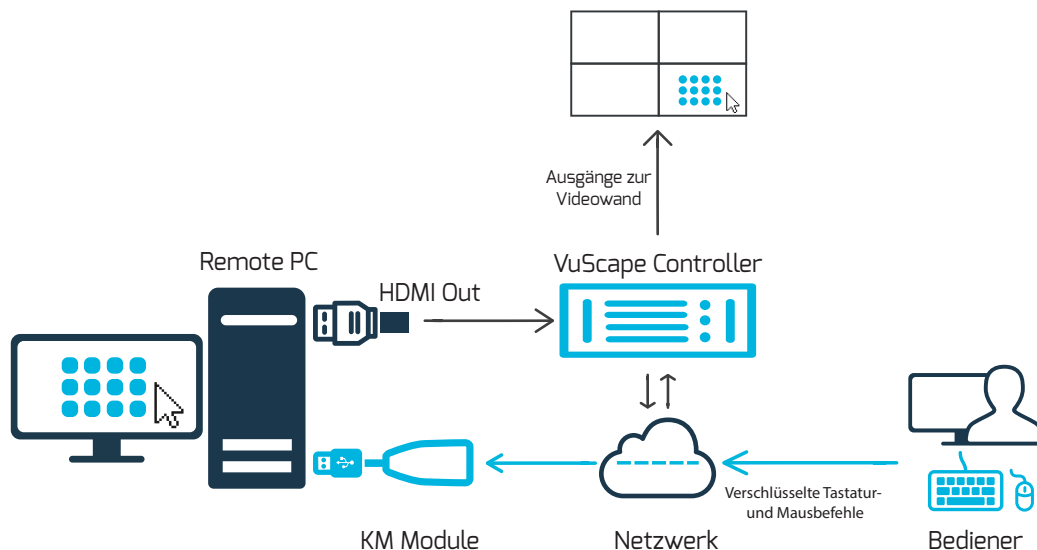 Ausgänge zur
Videowand
Remote PC
VuScape Controller
HDMI Out
Verschlüsselte Tastatur-
und Mausbefehle
KM Module
Netzwerk
Bediener